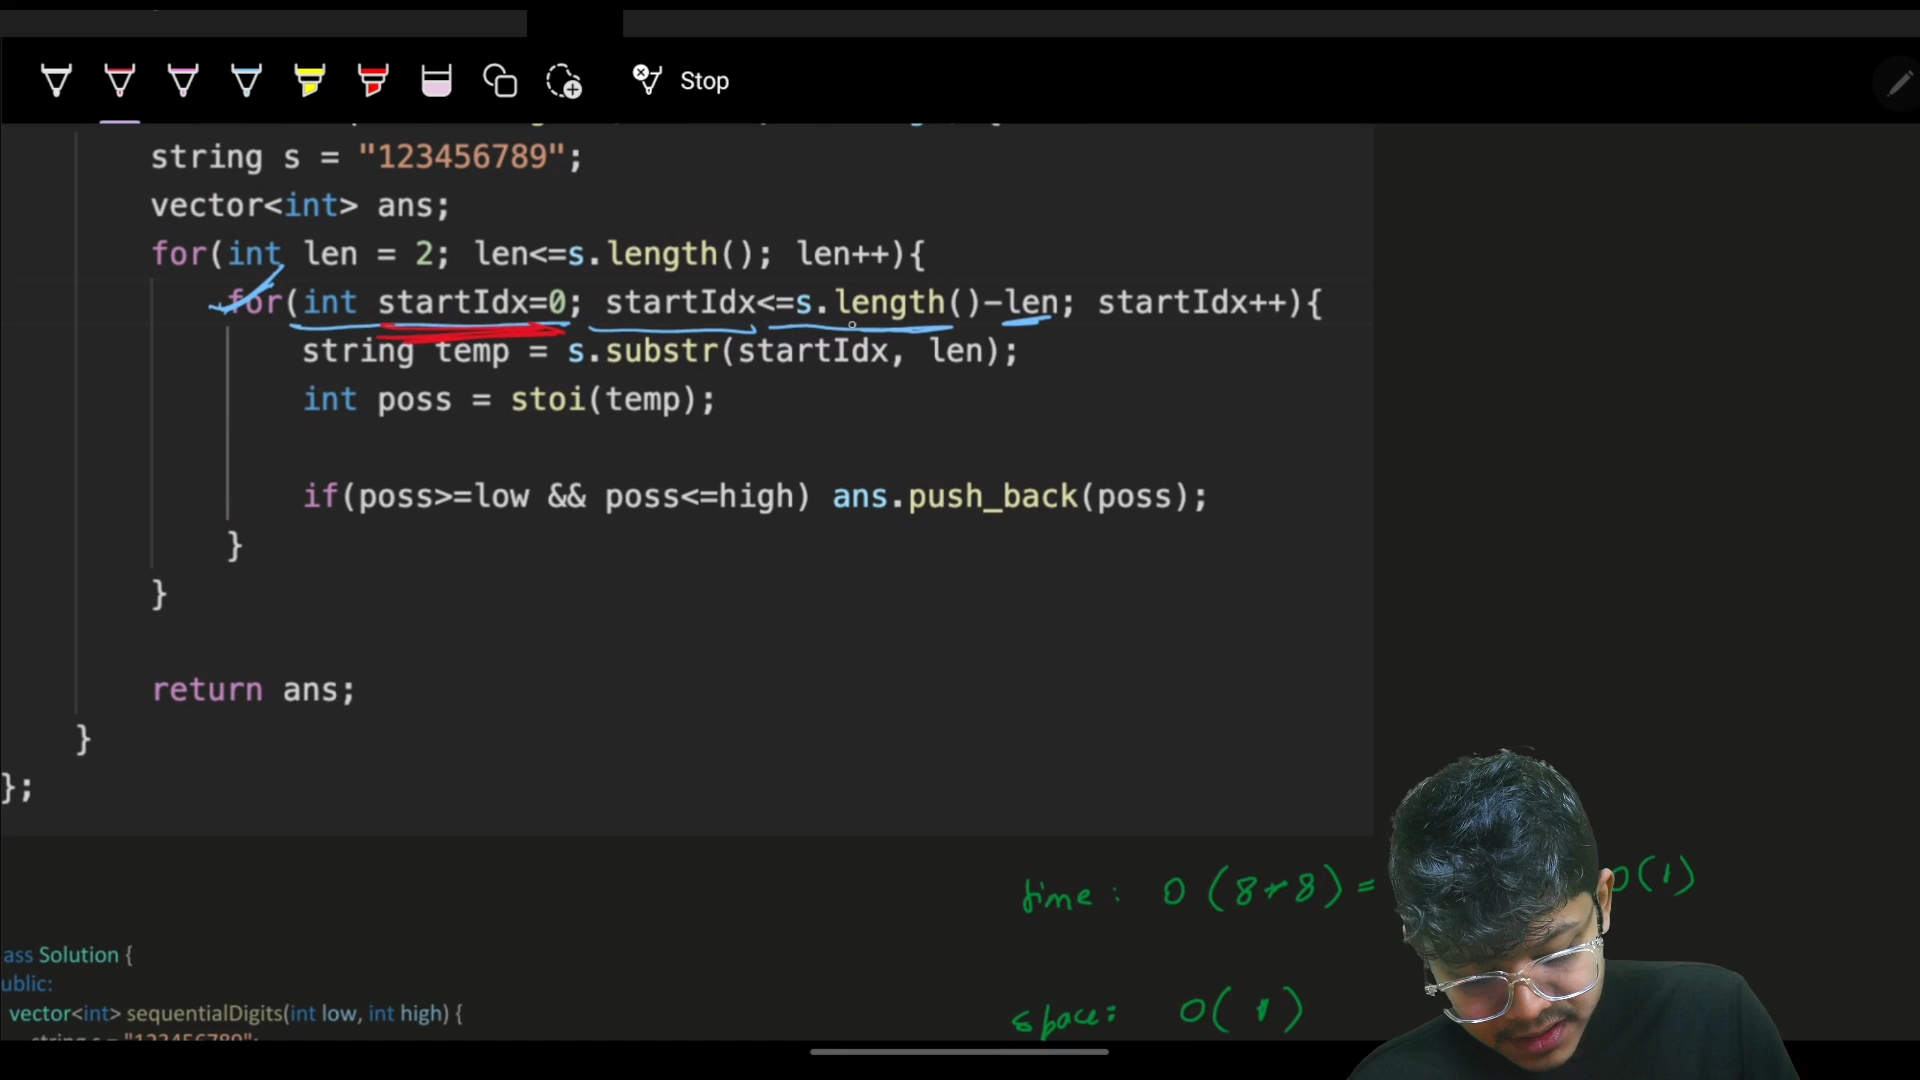 Stop
string s = "123456789";
vector<int> ans;
for(int len = 2; len<=s.length(); len++){
for(int startIdx=0; startIdx<=s.length()-len; startIdx++){
string temp = s.substr(startIdx, len);
int poss = stoi(temp);
if(poss>=low && poss<=high) ans.push_back(poss);
}
}
return ans;
}
};
time: O (8*8) = O(1)
ass Solution {
ublic:
vector<int> sequentialDigits(int low, int high) {
space: O(1)
string s = "123456789";